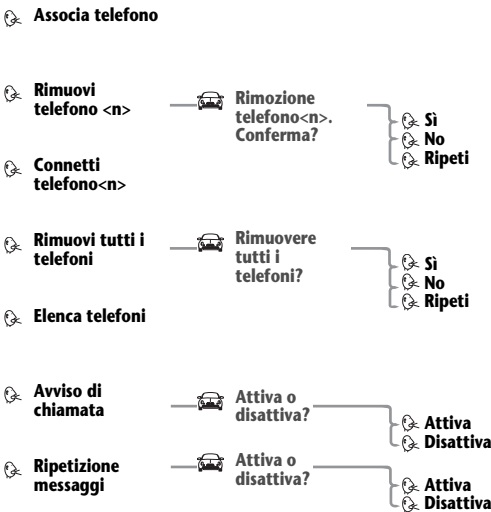 Associa telefono
Rimuovi
telefono <n>
Rimozione
telefono<n>.
Conferma?
Sì
No
Ripeti
Connetti
telefono<n>
Rimuovi tutti i
telefoni
Rimuovere
tutti i
telefoni?
Sì
No
Ripeti
Elenca telefoni
Avviso di
chiamata
Attiva o
disattiva?
Attiva
Disattiva
Ripetizione
messaggi
Attiva o
disattiva?
Attiva
Disattiva